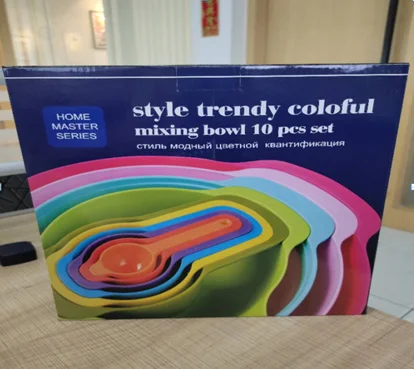 HOME
MASTER
SERIES
style trendy coloful
mixing bowl 10 pcs set
стиль модный цветной квантификация